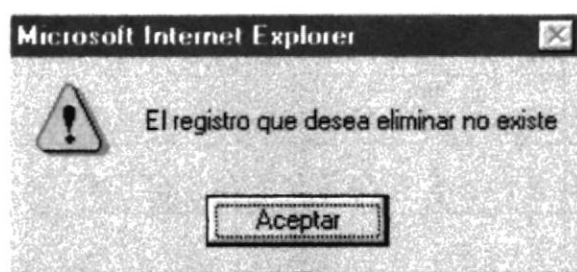 Microsoft Internet Explorer
El registro que desea eliminar no existe
Aceptar